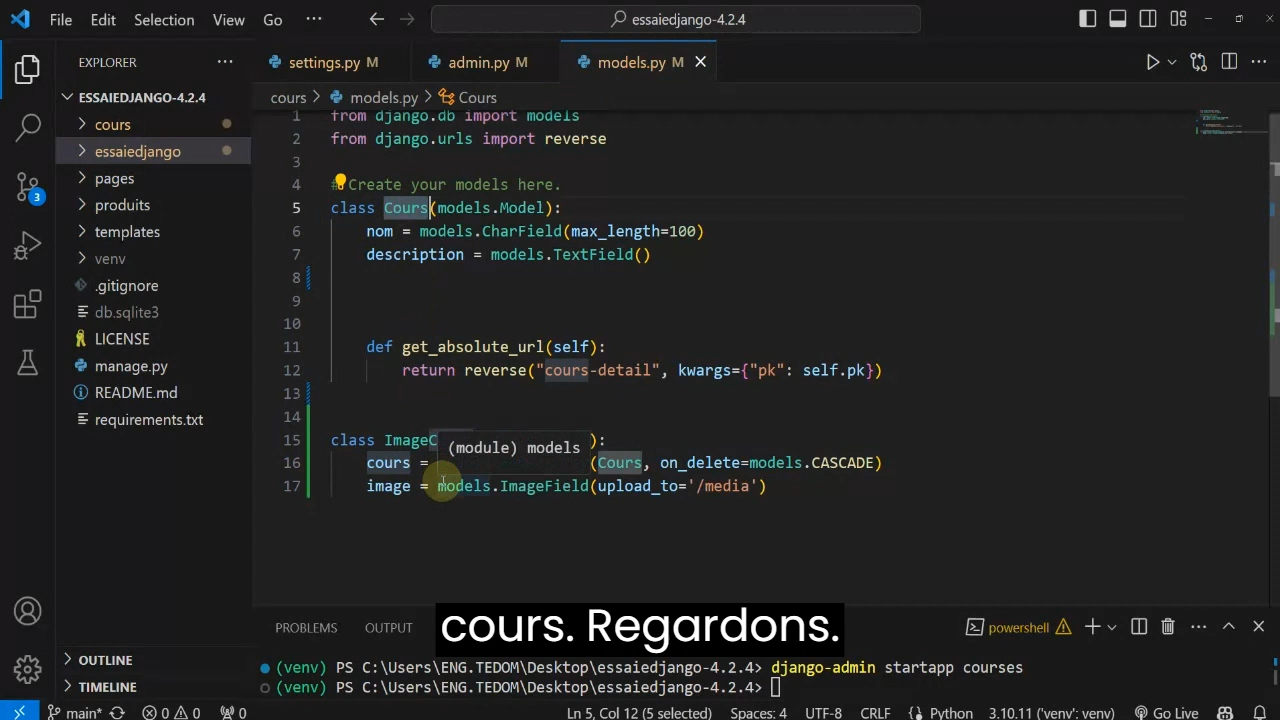 File Edit Selection View Go ··· essaiedjango-4.2.4
EXPLORER ···
settings.py M admin.py M models.py M
ESSAIEDJANGO-4.2.4
cours
essaiedjango
pages
produits
templates
venv
.gitignore
db.sqlite3
LICENSE
manage.py
README.md
requirements.txt
OUTLINE
TIMELINE
cours > models.py > Cours
1 from django.db import models
2 from django.urls import reverse
3
4 # Create your models here.
5 class Cours(models.Model):
6 nom = models.CharField(max_length=100)
7 description = models.TextField()
8
9
10
11 def get_absolute_url(self):
12 return reverse("cours-detail", kwargs={"pk": self.pk})
13
14
15 class ImageC ):
(module) models
16 cours = (Cours, on_delete=models.CASCADE)
17 image = models.ImageField(upload_to='/media')
cours. Regardons.
PROBLEMS OUTPUT powershell
(venv) PS C:\Users\ENG.TEDOM\Desktop\essaiedjango-4.2.4> django-admin startapp courses
(venv) PS C:\Users\ENG.TEDOM\Desktop\essaiedjango-4.2.4>
3
main* 0 0 0 Ln 5, Col 12 (5 selected) Spaces: 4 UTF-8 CRLF {} Python 3.10.11 ('venv': venv) Go Live